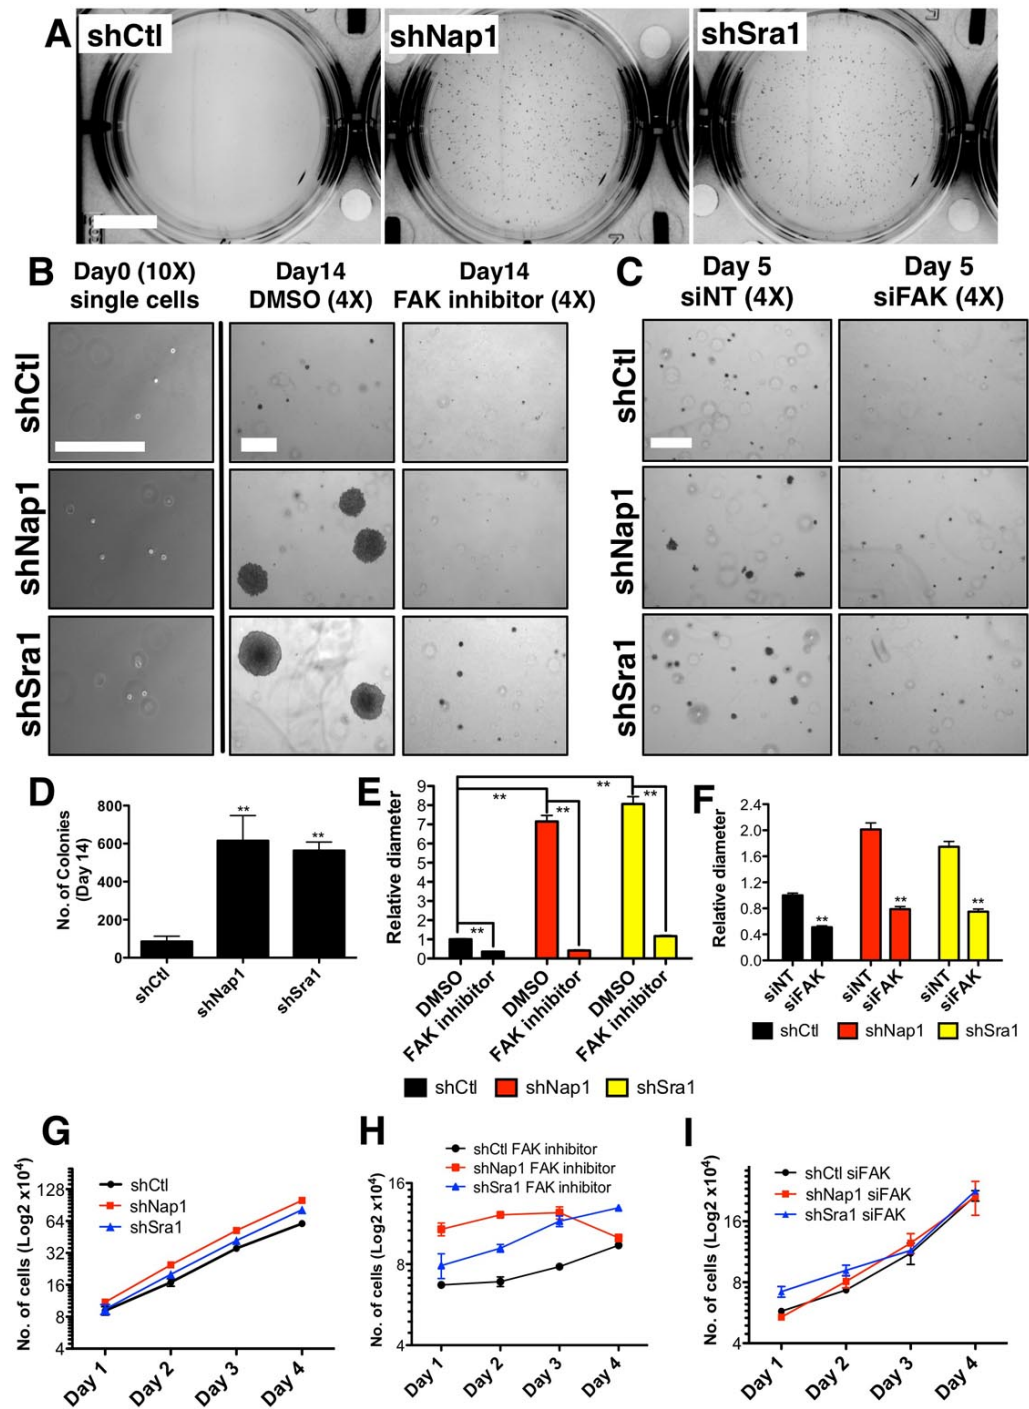 A
shCtl
shNap1
shSra1
B
Day0 (10X)
single cells
Day14
DMSO (4X)
Day14
FAK inhibitor (4X)
C
Day 5
siNT (4X)
Day 5
siFAK (4X)
shCtl
shNap1
shSra1
shCtl
shNap1
shSra1
D
No. of Colonies
(Day 14)
800
600
400
200
0
**
**
shCtl
shNap1
shSra1
E
Relative diameter
9
8
7
6
5
4
3
2
1
0
**
**
**
**
**
DMSO
FAK inhibitor
DMSO
FAK inhibitor
DMSO
FAK inhibitor
shCtl
shNap1
shSra1
F
Relative diameter
2.4
2.0
1.6
1.2
0.8
0.4
0.0
**
**
**
siNT
siFAK
siNT
siFAK
siNT
siFAK
shCtl
shNap1
shSra1
G
No. of cells (Log2 x10⁴)
128
64
32
16
8
4
shCtl
shNap1
shSra1
Day 1
Day 2
Day 3
Day 4
H
shCtl FAK inhibitor
shNap1 FAK inhibitor
shSra1 FAK inhibitor
No. of cells (Log2 x10⁴)
16
8
4
Day 1
Day 2
Day 3
Day 4
I
No. of cells (Log2 x10⁴)
shCtl siFAK
shNap1 siFAK
shSra1 siFAK
16
8
4
Day 1
Day 2
Day 3
Day 4